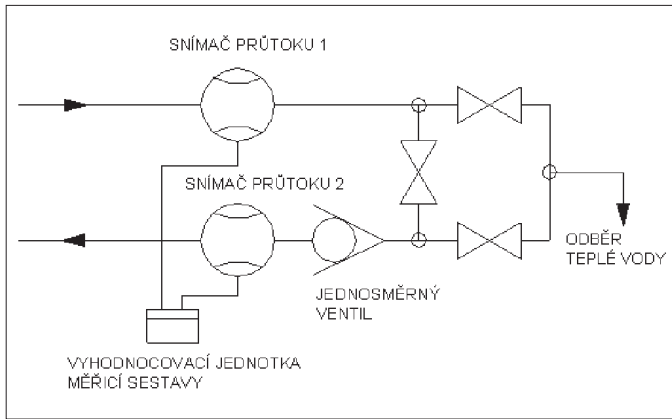 SNÍMAČ PRŮTOKU 1
SNÍMAČ PRŮTOKU 2
ODBĚR
TEPLÉ VODY
JEDNOSMĚRNÝ
VENTIL
VYHODNOCOVACÍ JEDNOTKA
MĚŘICÍ SESTAVY